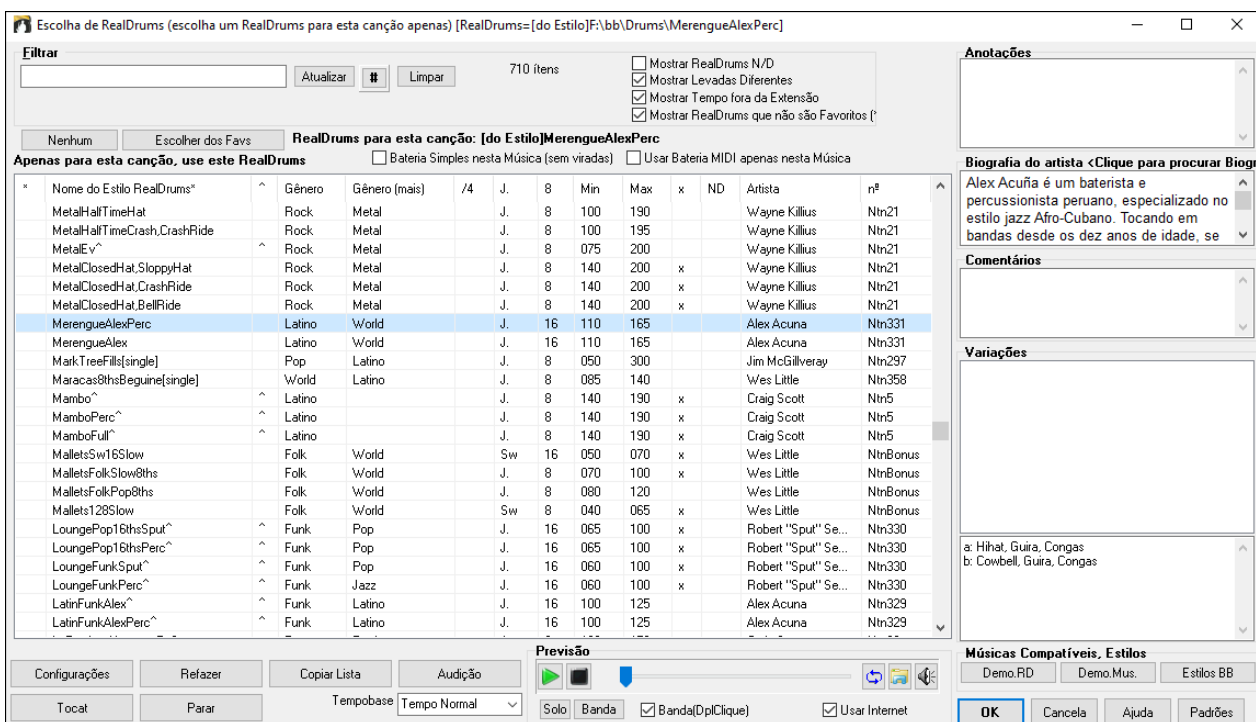 Escolha de RealDrums (escolha um RealDrums para esta canção apenas) [RealDrums=[do Estilo]F:\bb\Drums\MerengueAlexPerc]
Filtrar
Atualizar # Limpar 710 ítens
Mostrar RealDrums N/D
Mostrar Levadas Diferentes
Mostrar Tempo fora da Extensão
Mostrar RealDrums que não são Favoritos (*
Nenhum Escolher dos Favs RealDrums para esta canção: [do Estilo]MerengueAlexPerc
Apenas para esta canção, use este RealDrums Bateria Simples nesta Música (sem viradas) Usar Bateria MIDI apenas nesta Música
* Nome do Estilo RealDrums* ^ Gênero Gênero (mais) /4 J. 8 Min Max x ND Artista nº
MetalHalfTimeHat Rock Metal J. 8 100 190 Wayne Killius Ntn21
MetalHalfTimeCrash,CrashRide Rock Metal J. 8 100 195 Wayne Killius Ntn21
MetalEv^ ^ Rock Metal J. 8 075 200 Wayne Killius Ntn21
MetalClosedHat,SloppyHat Rock Metal J. 8 140 200 x Wayne Killius Ntn21
MetalClosedHat,CrashRide Rock Metal J. 8 140 200 x Wayne Killius Ntn21
MetalClosedHat,BellRide Rock Metal J. 8 140 200 x Wayne Killius Ntn21
MerengueAlexPerc Latino World J. 16 110 165 Alex Acuna Ntn331
MerengueAlex Latino World J. 16 110 165 Alex Acuna Ntn331
MarkTreeFills[single] Pop Latino J. 8 050 300 Jim McGillveray Ntn297
Maracas8thsBeguine[single] World Latino J. 8 085 140 Wes Little Ntn358
Mambo^ ^ Latino J. 8 140 190 x Craig Scott Ntn5
MamboPerc^ ^ Latino J. 8 140 190 x Craig Scott Ntn5
MamboFull^ ^ Latino J. 8 140 190 x Craig Scott Ntn5
MalletsSw16Slow Folk World Sw 16 050 070 x Wes Little NtnBonus
MalletsFolkSlow8ths Folk World J. 8 070 100 x Wes Little NtnBonus
MalletsFolkPop8ths Folk World J. 8 080 120 Wes Little NtnBonus
Mallets128Slow Folk World Sw 8 040 065 x Wes Little NtnBonus
LoungePop16thsSput^ ^ Funk Pop J. 16 065 100 x Robert "Sput" Se... Ntn330
LoungePop16thsPerc^ ^ Funk Pop J. 16 065 100 x Robert "Sput" Se... Ntn330
LoungeFunkSput^ ^ Funk Pop J. 16 060 100 x Robert "Sput" Se... Ntn330
LoungeFunkPerc^ ^ Funk Jazz J. 16 060 100 x Robert "Sput" Se... Ntn330
LatinFunkAlex^ ^ Funk Latino J. 16 100 125 Alex Acuna Ntn329
LatinFunkAlexPerc^ ^ Funk Latino J. 16 100 125 Alex Acuna Ntn329
Configurações Refazer Copiar Lista Audição
Tocat Parar Tempobase Tempo Normal
Previsão
Solo Banda Banda(DplClique) Usar Internet
Anotações
Biografia do artista <Clique para procurar Biogr
Alex Acuña é um baterista e
percussionista peruano, especializado no
estilo jazz Afro-Cubano. Tocando em
bandas desde os dez anos de idade, se
Comentários
Variações
a: Hihat, Guira, Congas
b: Cowbell, Guira, Congas
Músicas Compatíveis, Estilos
Demo.RD Demo.Mus. Estilos BB
OK Cancela Ajuda Padrões